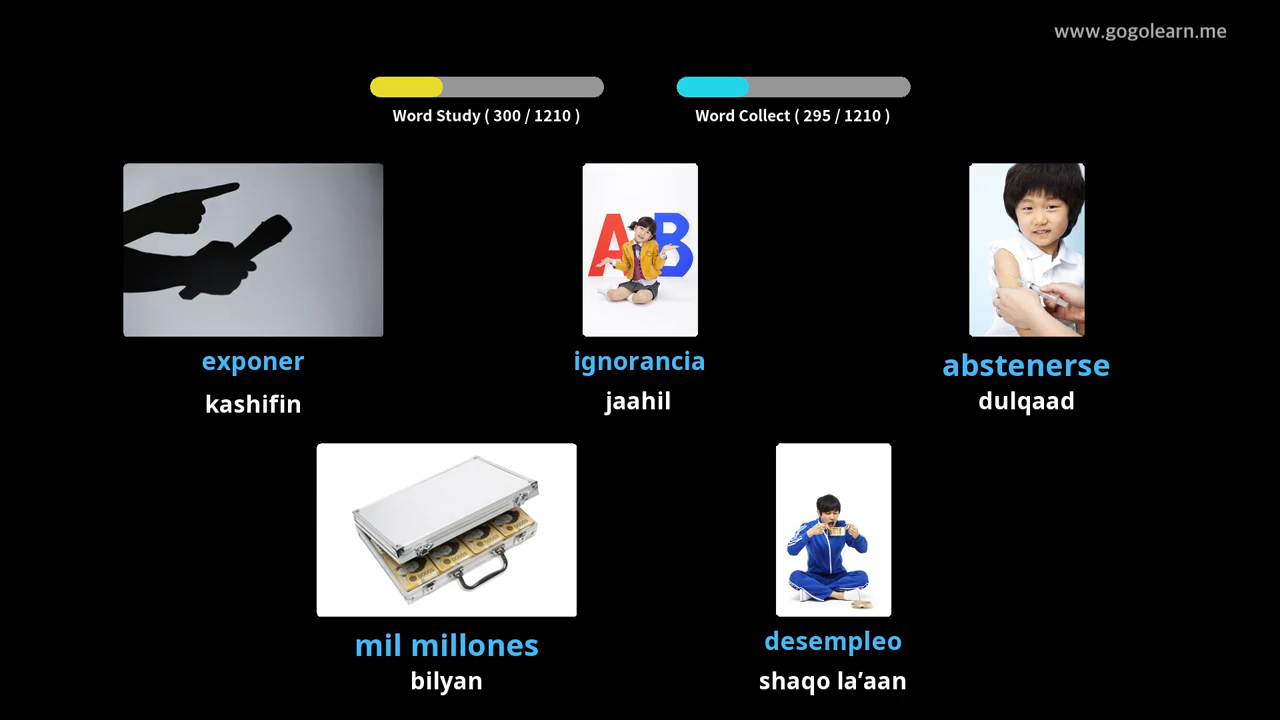 www.gogolearn.me
Word Study ( 300 / 1210 )
Word Collect ( 295 / 1210 )
A B
exponer
kashifin
ignorancia
jaahil
abstenerse
dulqaad
mil millones
bilyan
desempleo
shaqo la’aan